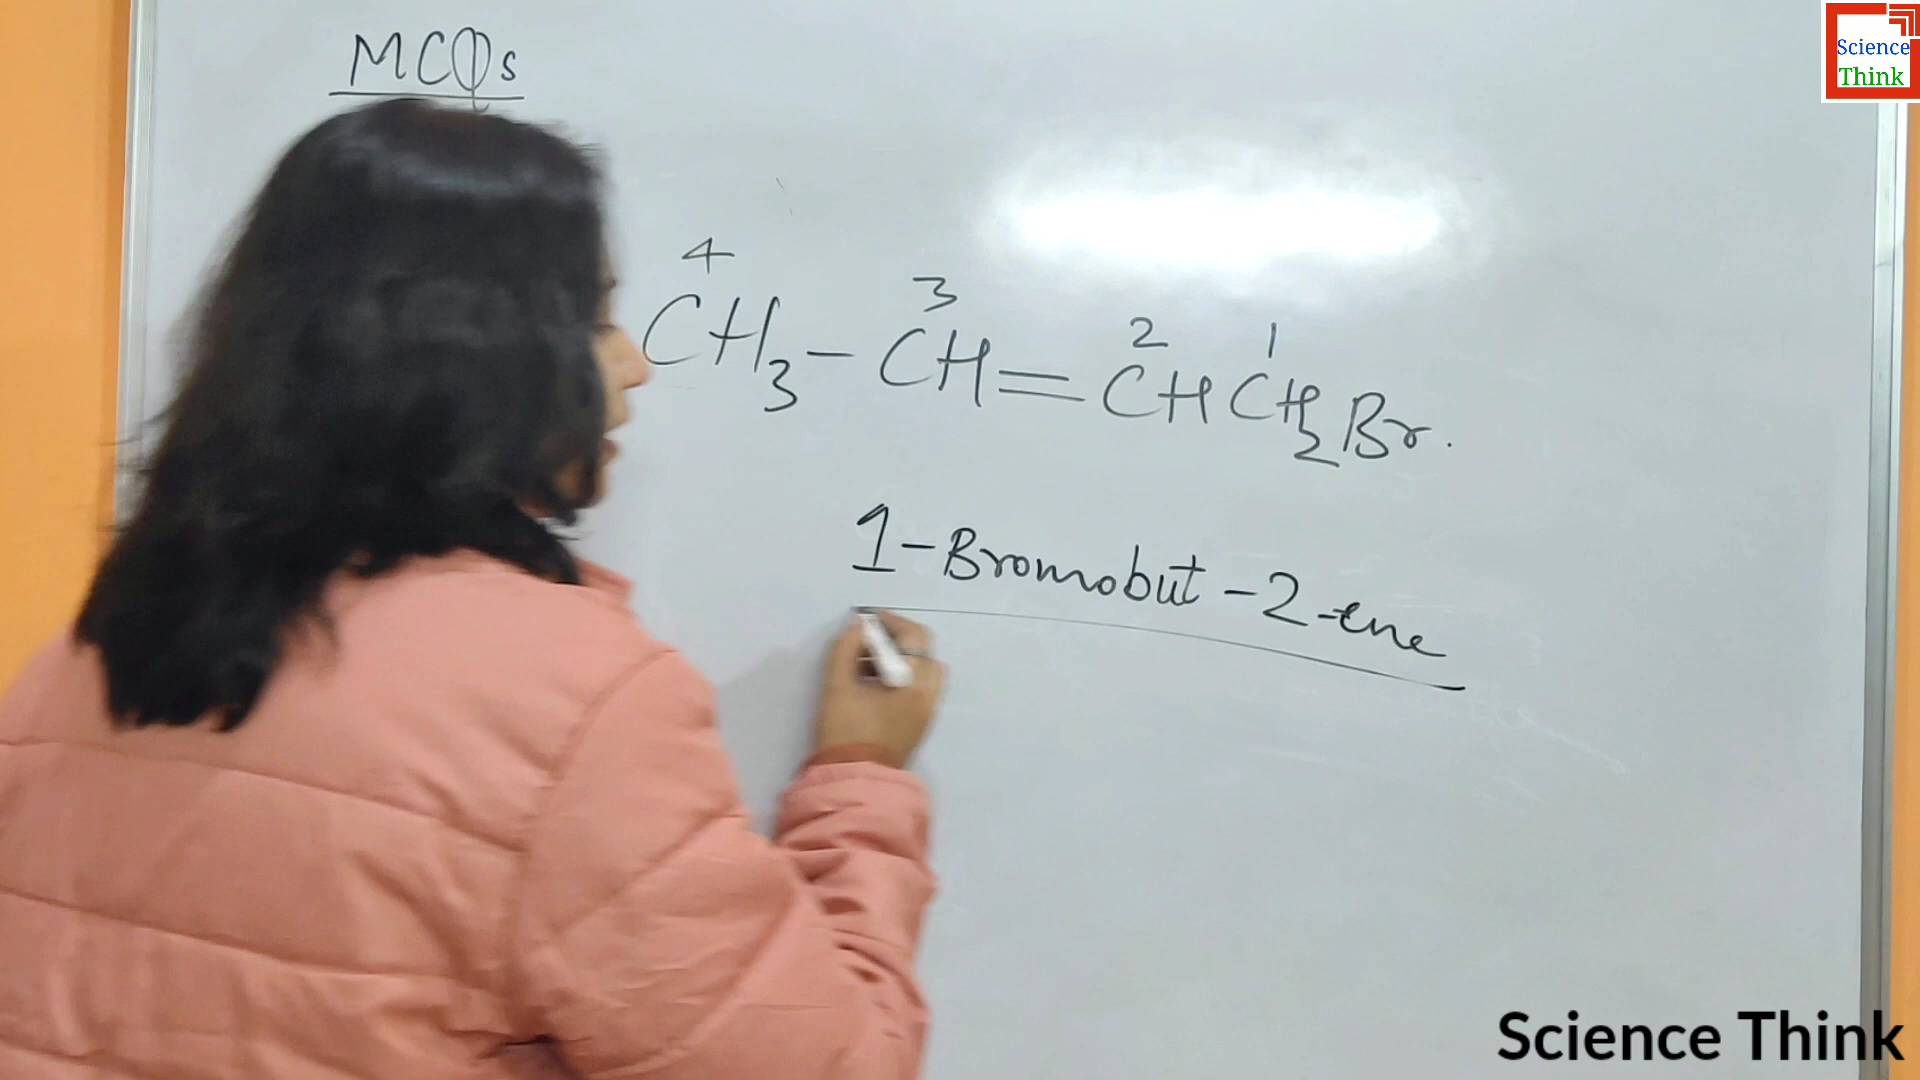 MCQs
Science
Think
4 3 2 1
CH3-CH=CHCH2Br.
1-Bromobut-2-ene
Science Think